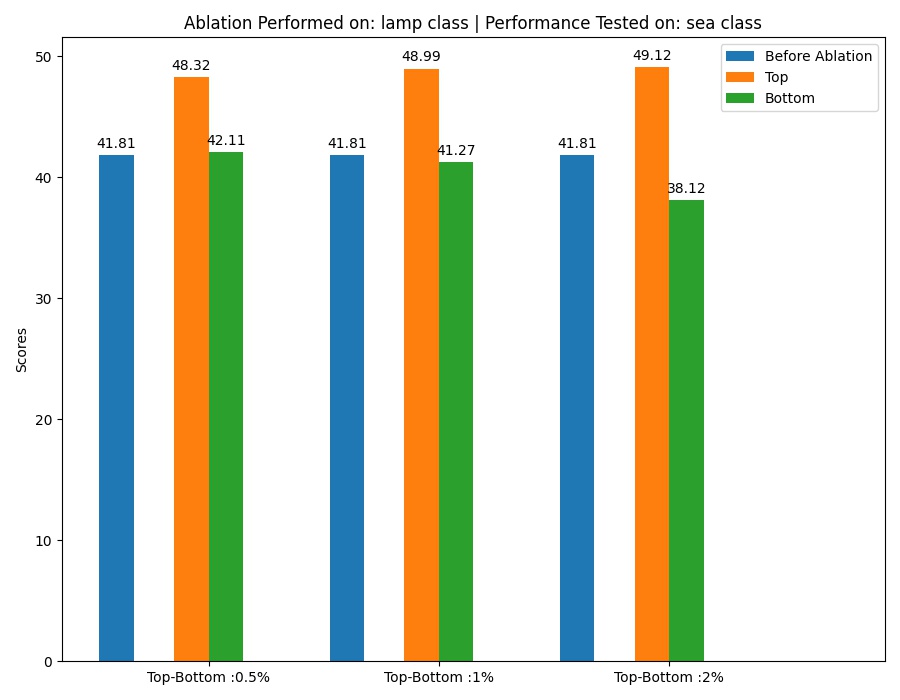 Ablation Performed on: lamp class | Performance Tested on: sea class
Before Ablation
Top
Bottom
Scores
50
40
30
20
10
0
41.81
48.32
42.11
41.81
48.99
41.27
41.81
49.12
38.12
Top-Bottom :0.5%
Top-Bottom :1%
Top-Bottom :2%